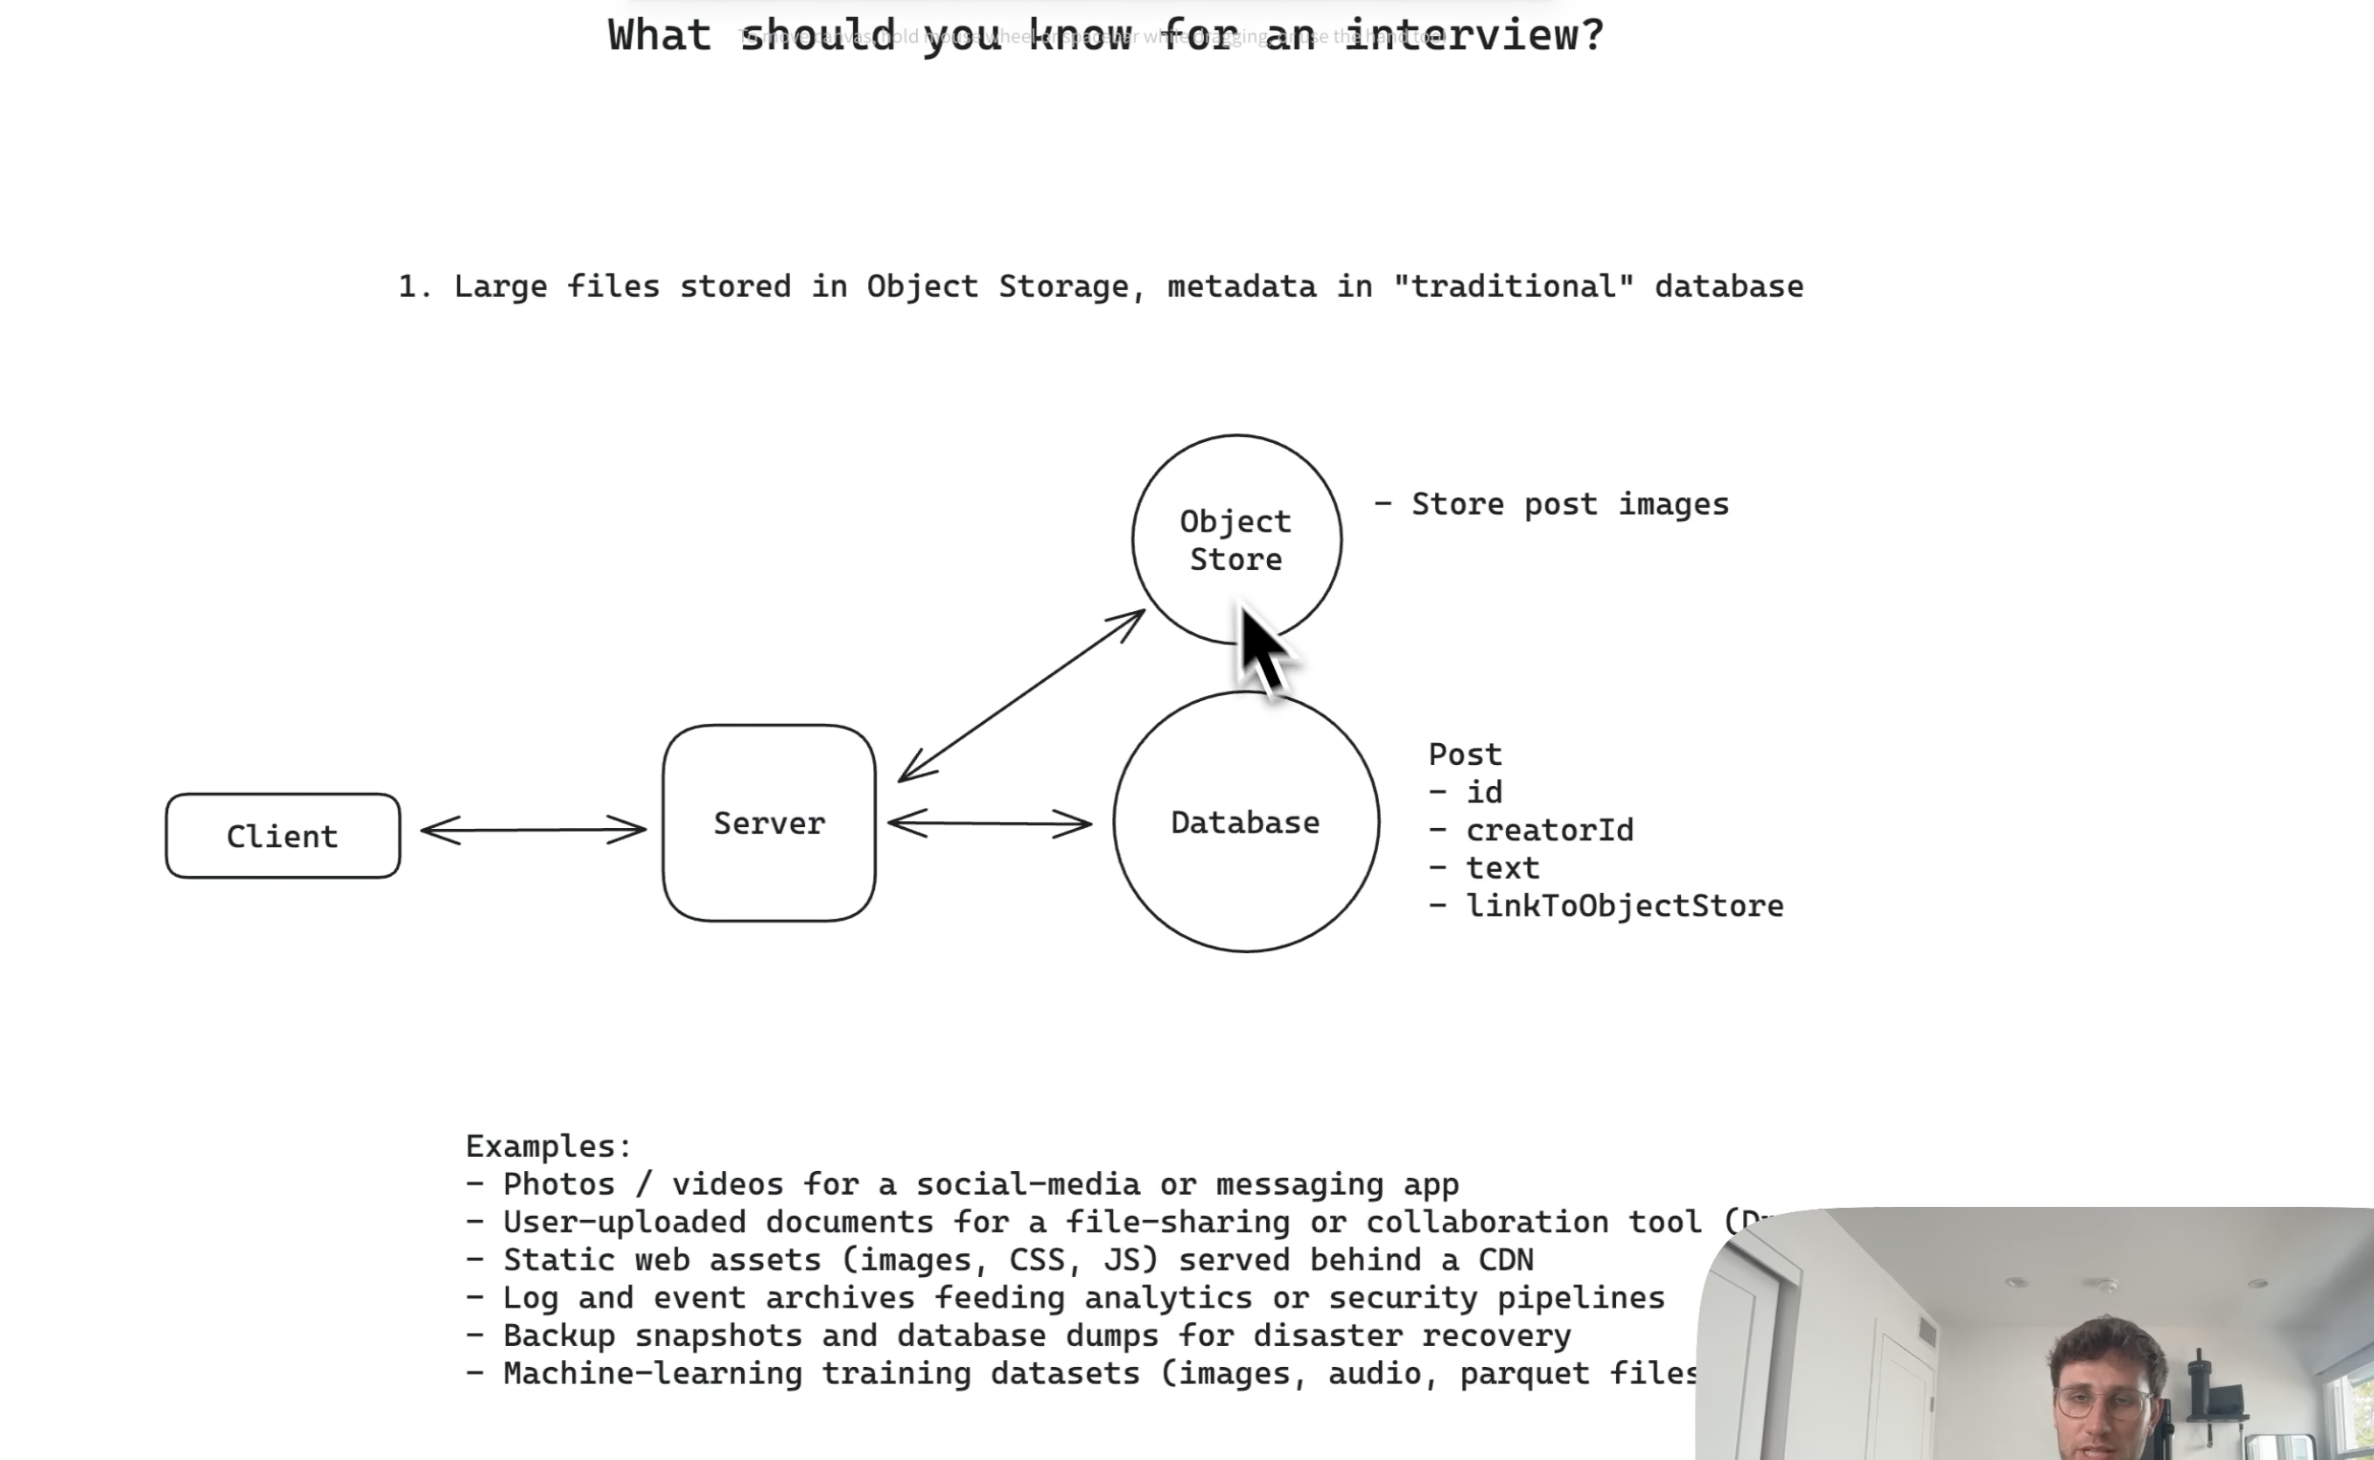 What should you know for an interview?
To move canvas, hold mouse wheel or spacebar while dragging, or use the hand tool
1. Large files stored in Object Storage, metadata in "traditional" database
Object
Store
- Store post images
Client
Server
Database
Post
- id
- creatorId
- text
- linkToObjectStore
Examples:
- Photos / videos for a social-media or messaging app
- User-uploaded documents for a file-sharing or collaboration tool
- Static web assets (images, CSS, JS) served behind a CDN
- Log and event archives feeding analytics or security pipelines
- Backup snapshots and database dumps for disaster recovery
- Machine-learning training datasets (images, audio, parquet files